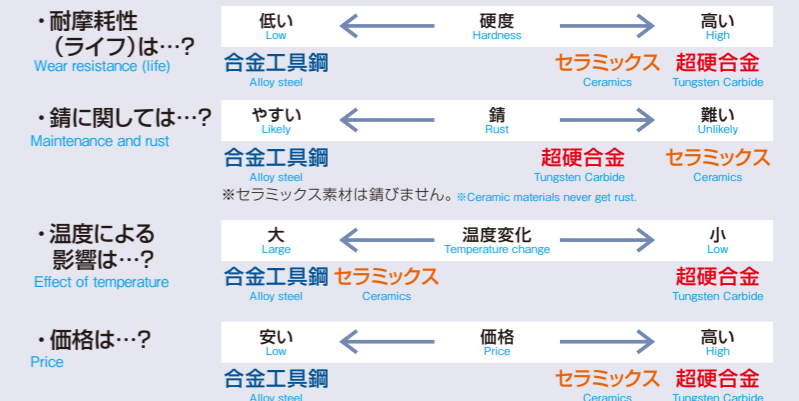 ・耐摩耗性
（ライフ）は…？
Wear resistance (life)
低い 硬度 高い
Low Hardness High
合金工具鋼 セラミックス 超硬合金
Alloy steel Ceramics Tungsten Carbide
・錆に関しては…？
Maintenance and rust
やすい 錆 難い
Likely Rust Unlikely
合金工具鋼 超硬合金 セラミックス
Alloy steel Tungsten Carbide Ceramics
※セラミックス素材は錆びません。 ※Ceramic materials never get rust.
・温度による
影響は…？
Effect of temperature
大 温度変化 小
Large Temperature change Low
合金工具鋼 セラミックス 超硬合金
Alloy steel Ceramics Tungsten Carbide
・価格は…？
Price
安い 価格 高い
Low Price High
合金工具鋼 セラミックス 超硬合金
Alloy steel Ceramics Tungsten Carbide